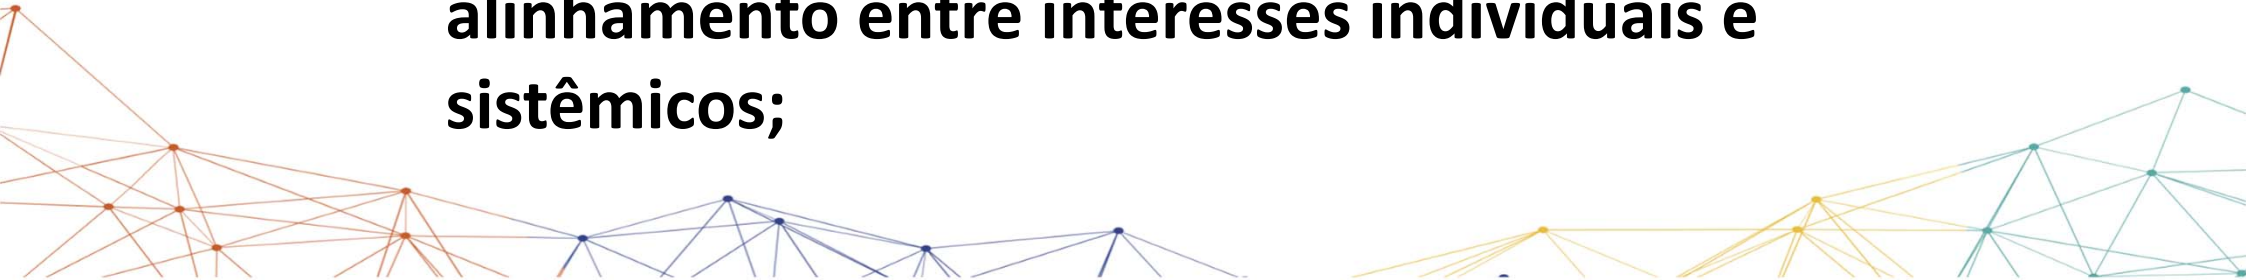 alinhamento entre interesses individuais e
sistêmicos;